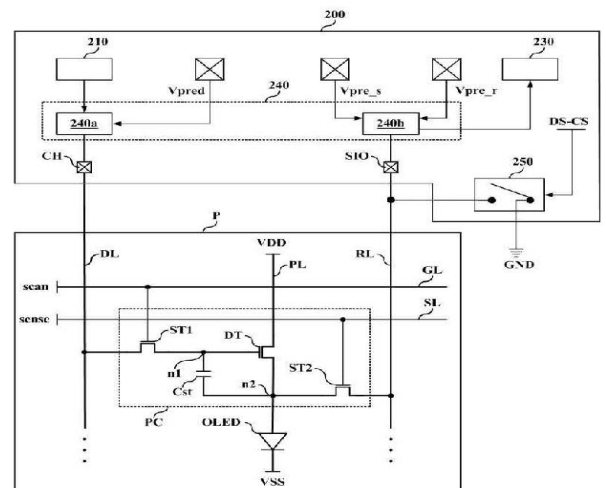 200
210
230
Vpred
240
Vpre_s
Vpre_r
240a
240b
DS-CS
CH
SIO
250
GND
P
VDD
DL
PL
RL
scan
GL
sense
SL
ST1
DT
ST2
n1
Cst
n2
PC
OLED
VSS